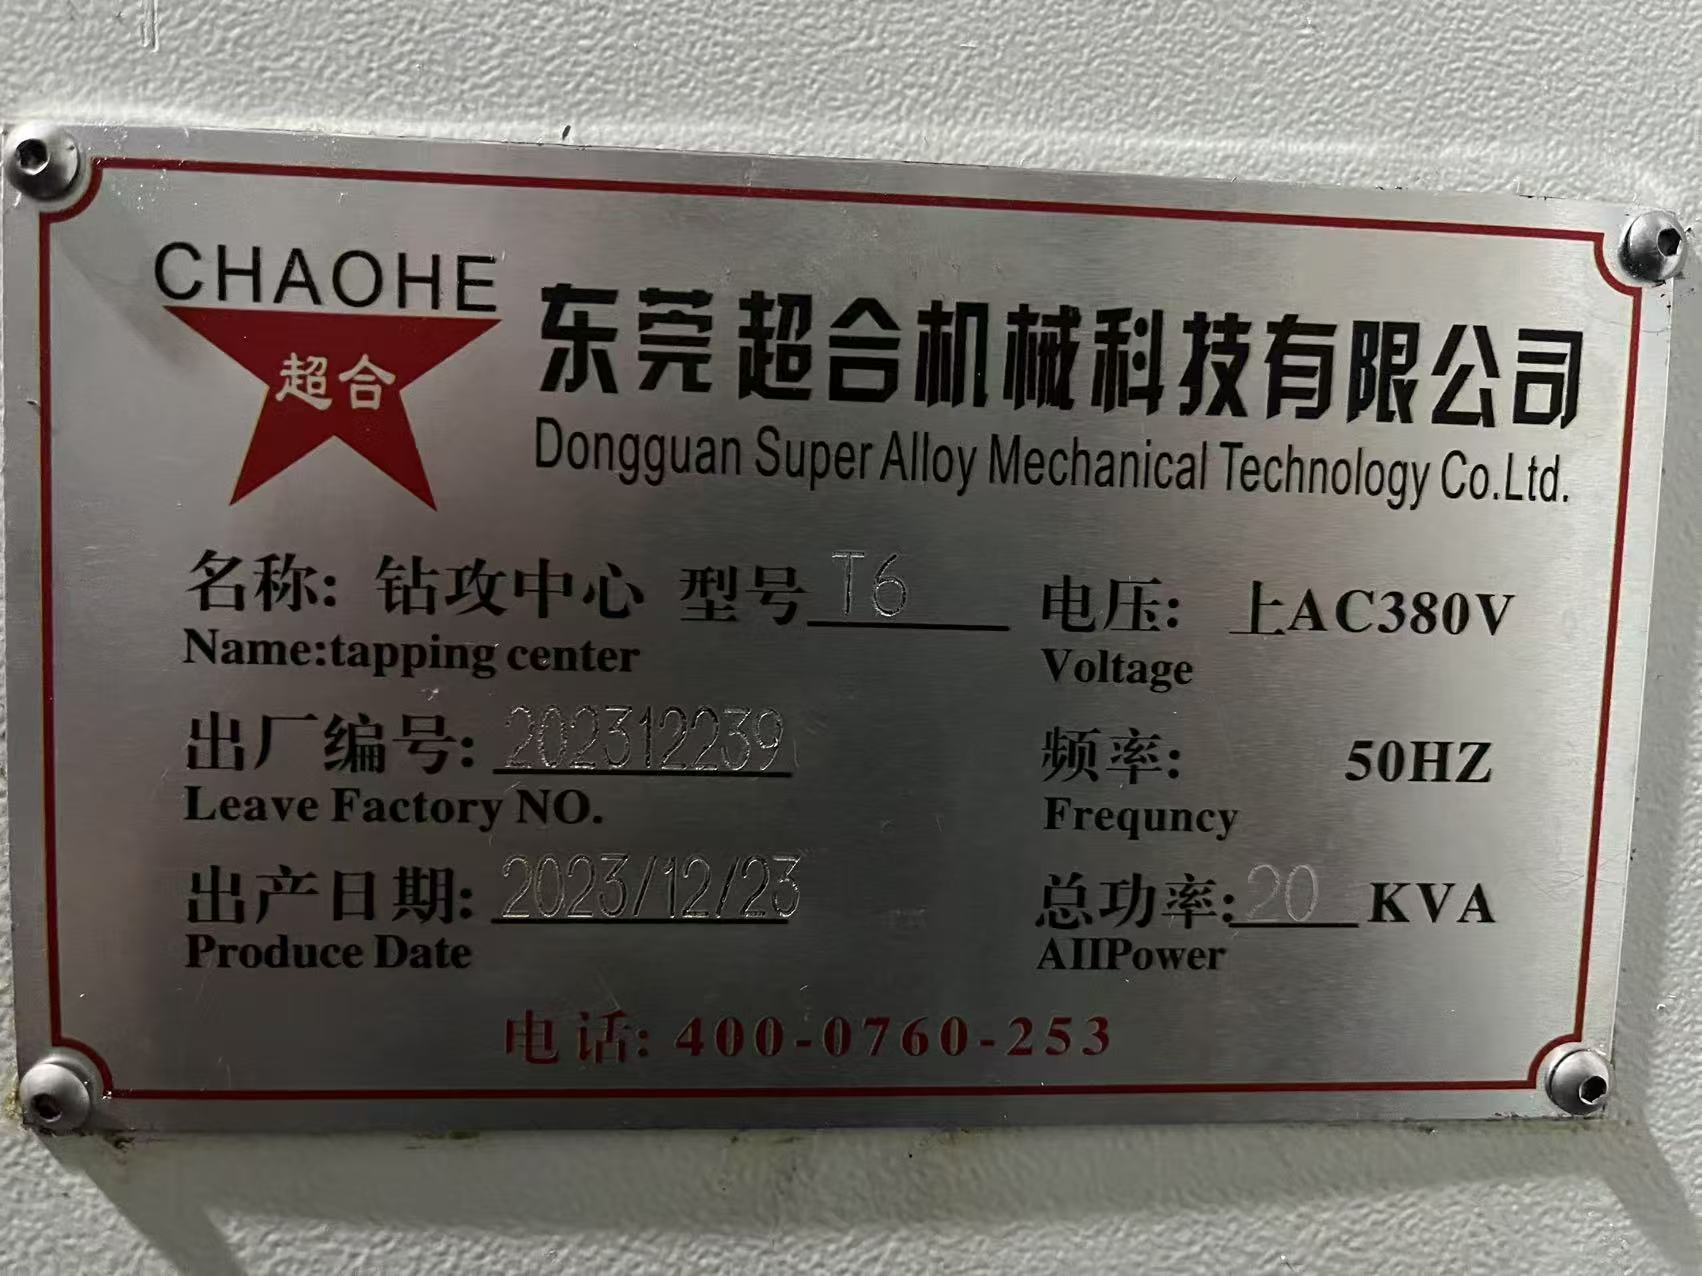 CHAOHE
超合
东莞超合机械科技有限公司
Dongguan Super Alloy Mechanical Technology Co.Ltd.
名称: 钻攻中心 型号 T6 电压: 上AC380V
Name:tapping center Voltage
出厂编号: 202312239 频率: 50HZ
Leave Factory NO. Frequncy
出产日期: 2023/12/23 总功率: 20 KVA
Produce Date AIIPower
电话: 400-0760-253